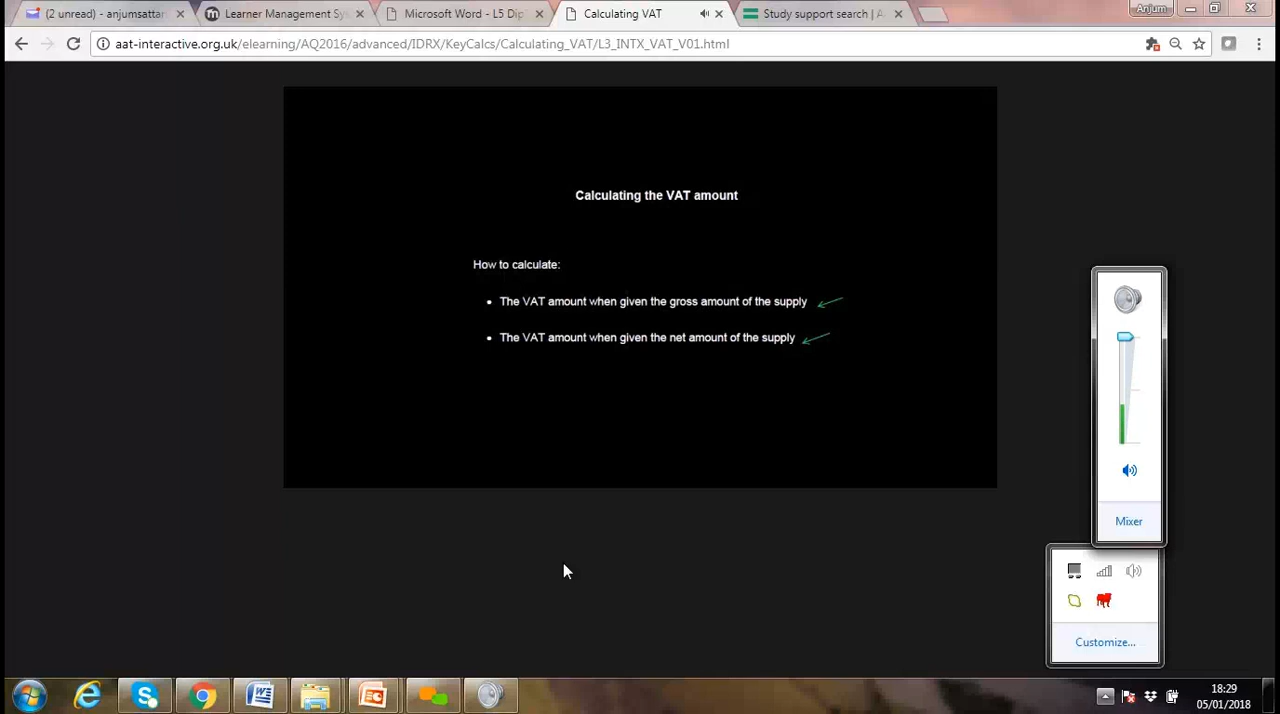 (2 unread) - anjumsattar
Learner Management Sys
Microsoft Word - L5 Dip
Calculating VAT
Study support search | A
Anjum
aat-interactive.org.uk/elearning/AQ2016/advanced/IDRX/KeyCalcs/Calculating_VAT/L3_INTX_VAT_V01.html
Calculating the VAT amount
How to calculate:
• The VAT amount when given the gross amount of the supply
• The VAT amount when given the net amount of the supply
Mixer
Customize...
18:29
05/01/2018